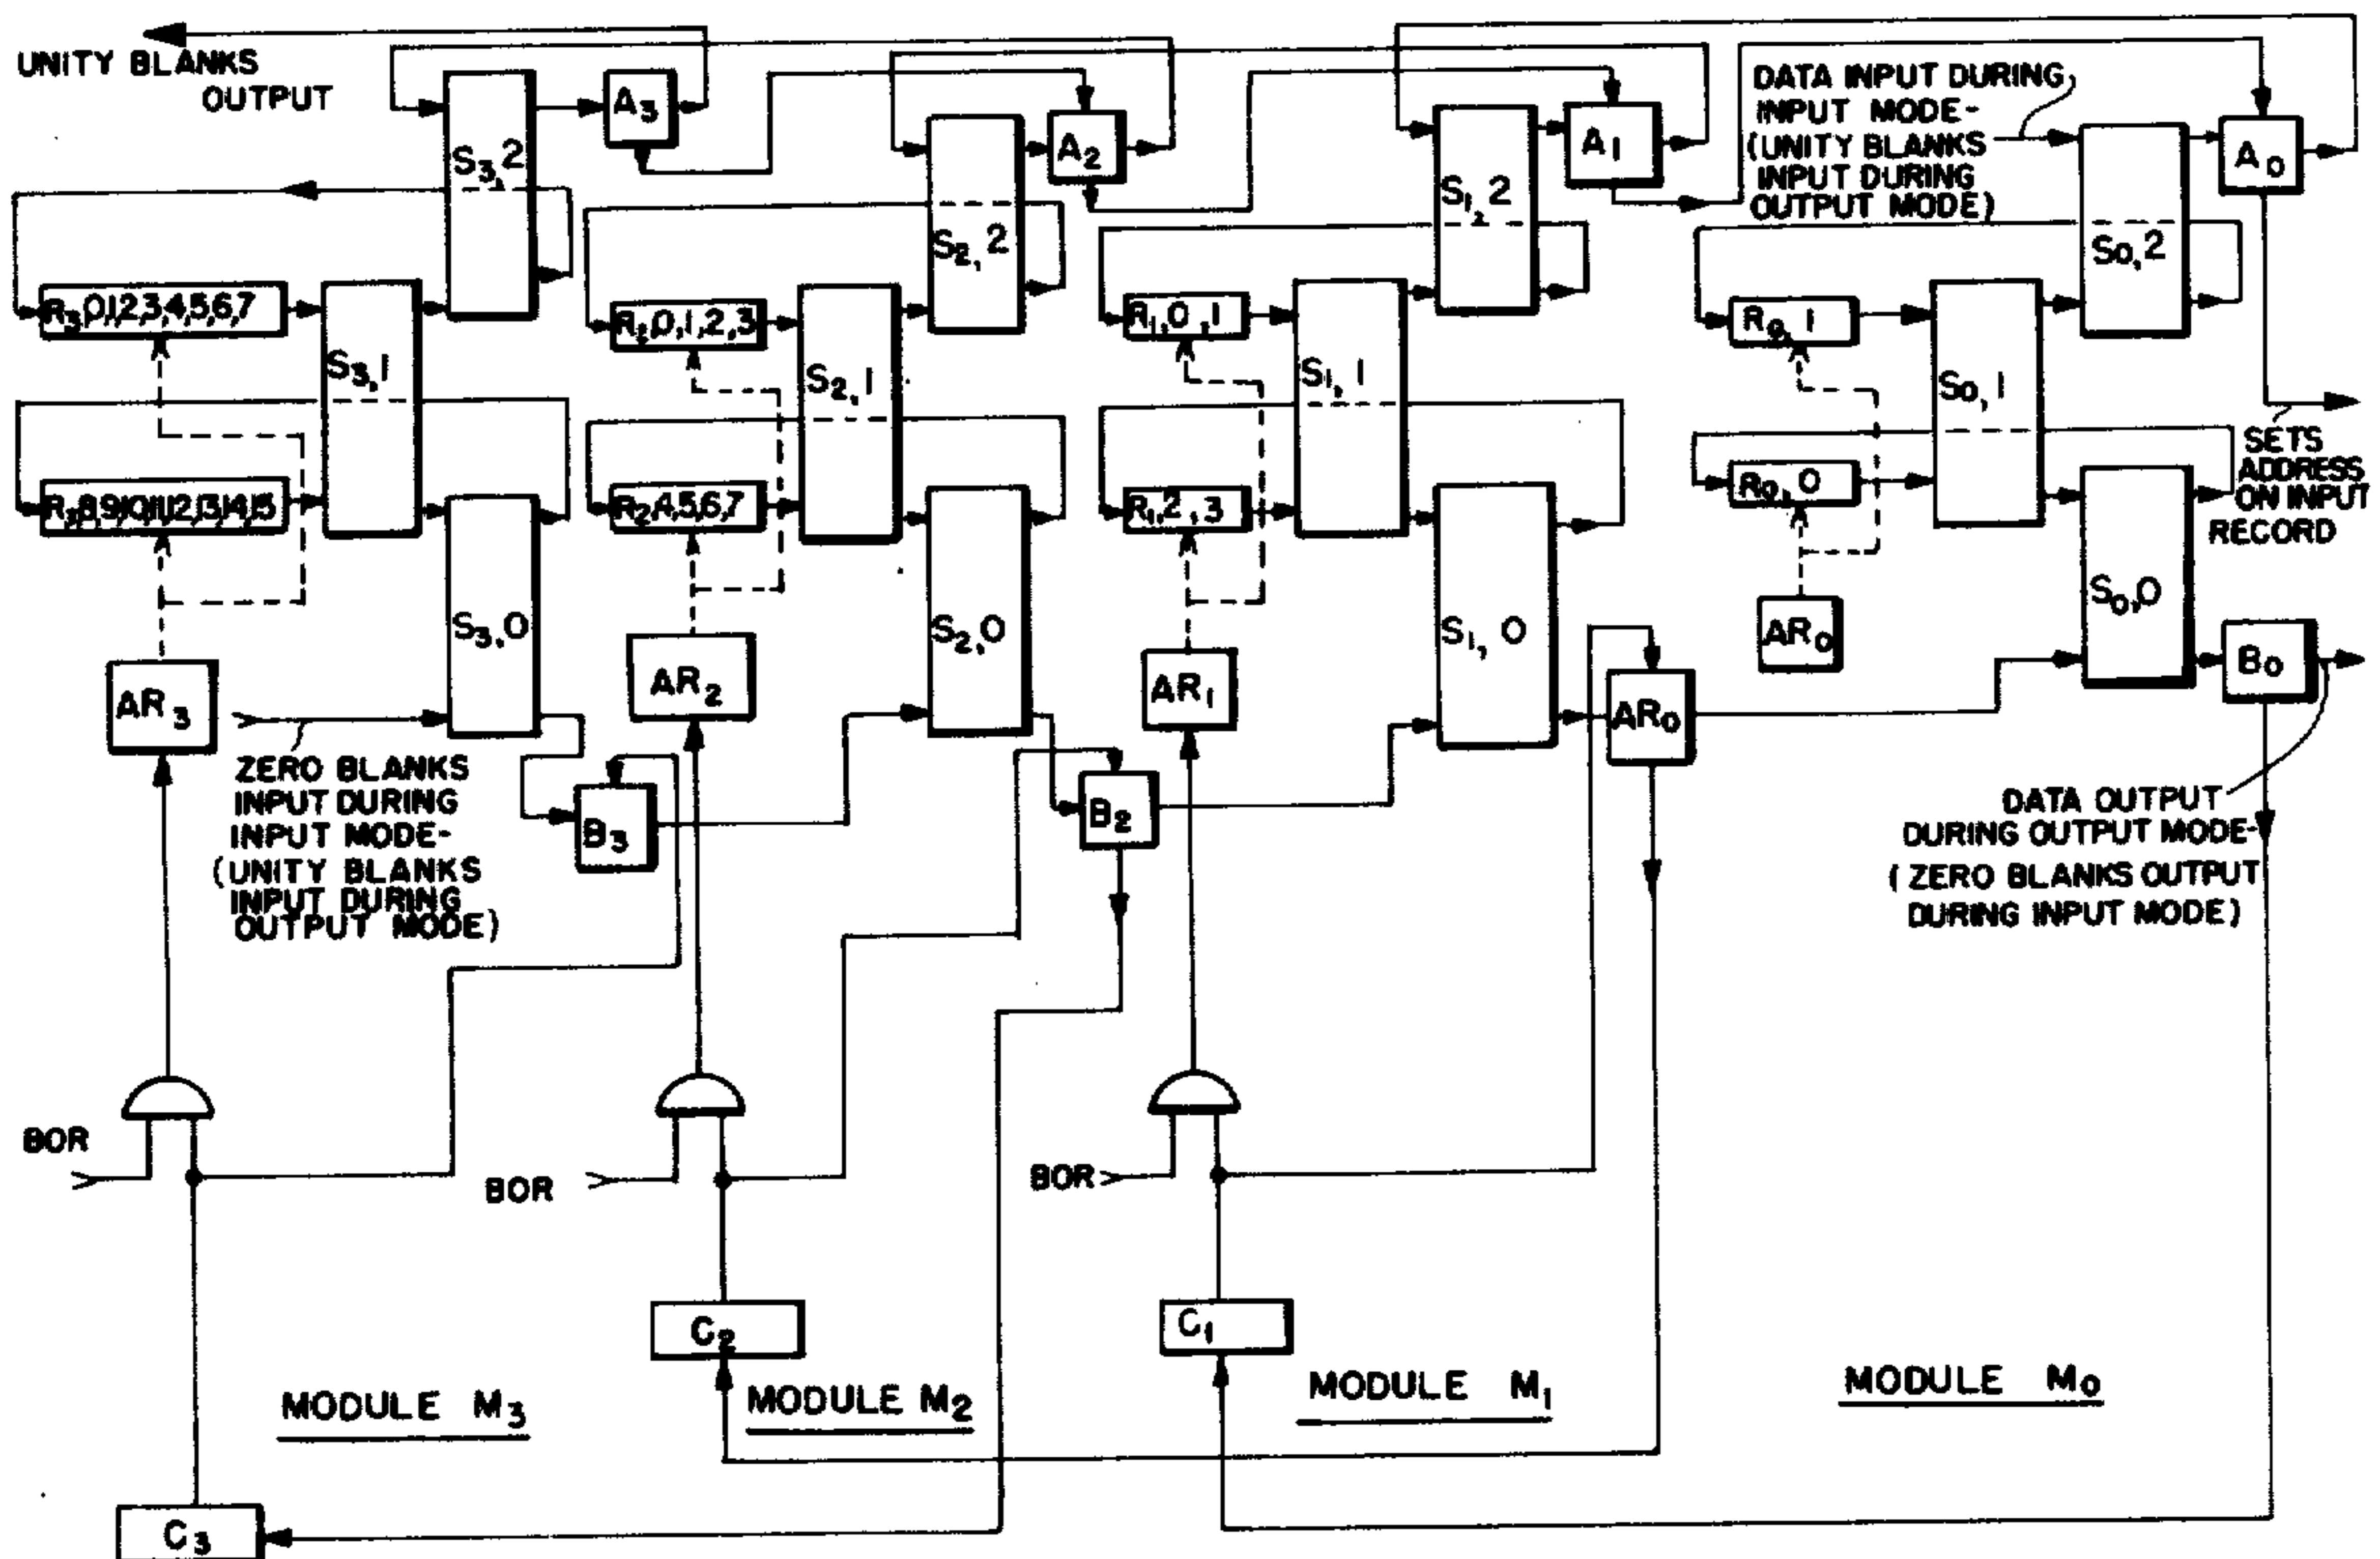 UNITY BLANKS
OUTPUT
S3,2
A3
S2,2
A2
S1,2
A1
DATA INPUT DURING
INPUT MODE-
(UNITY BLANKS
INPUT DURING
OUTPUT MODE)
S0,2
A0
R3,0,1,2,3,4,5,6,7
S3,1
R2,0,1,2,3
S2,1
R1,0,1
S1,1
R0,1
S0,1
R3,8,9,10,11,12,13,14,15
R2,4,5,6,7
R1,2,3
R0,0
SETS
ADDRESS
ON INPUT
RECORD
AR3
S3,0
AR2
S2,0
AR1
S1,0
AR0
AR0
S0,0
B0
ZERO BLANKS
INPUT DURING
INPUT MODE-
(UNITY BLANKS
INPUT DURING
OUTPUT MODE)
B3
B2
DATA OUTPUT
DURING OUTPUT MODE-
(ZERO BLANKS OUTPUT
DURING INPUT MODE)
BOR
BOR
BOR
C2
C1
MODULE M3
MODULE M2
MODULE M1
MODULE M0
C3